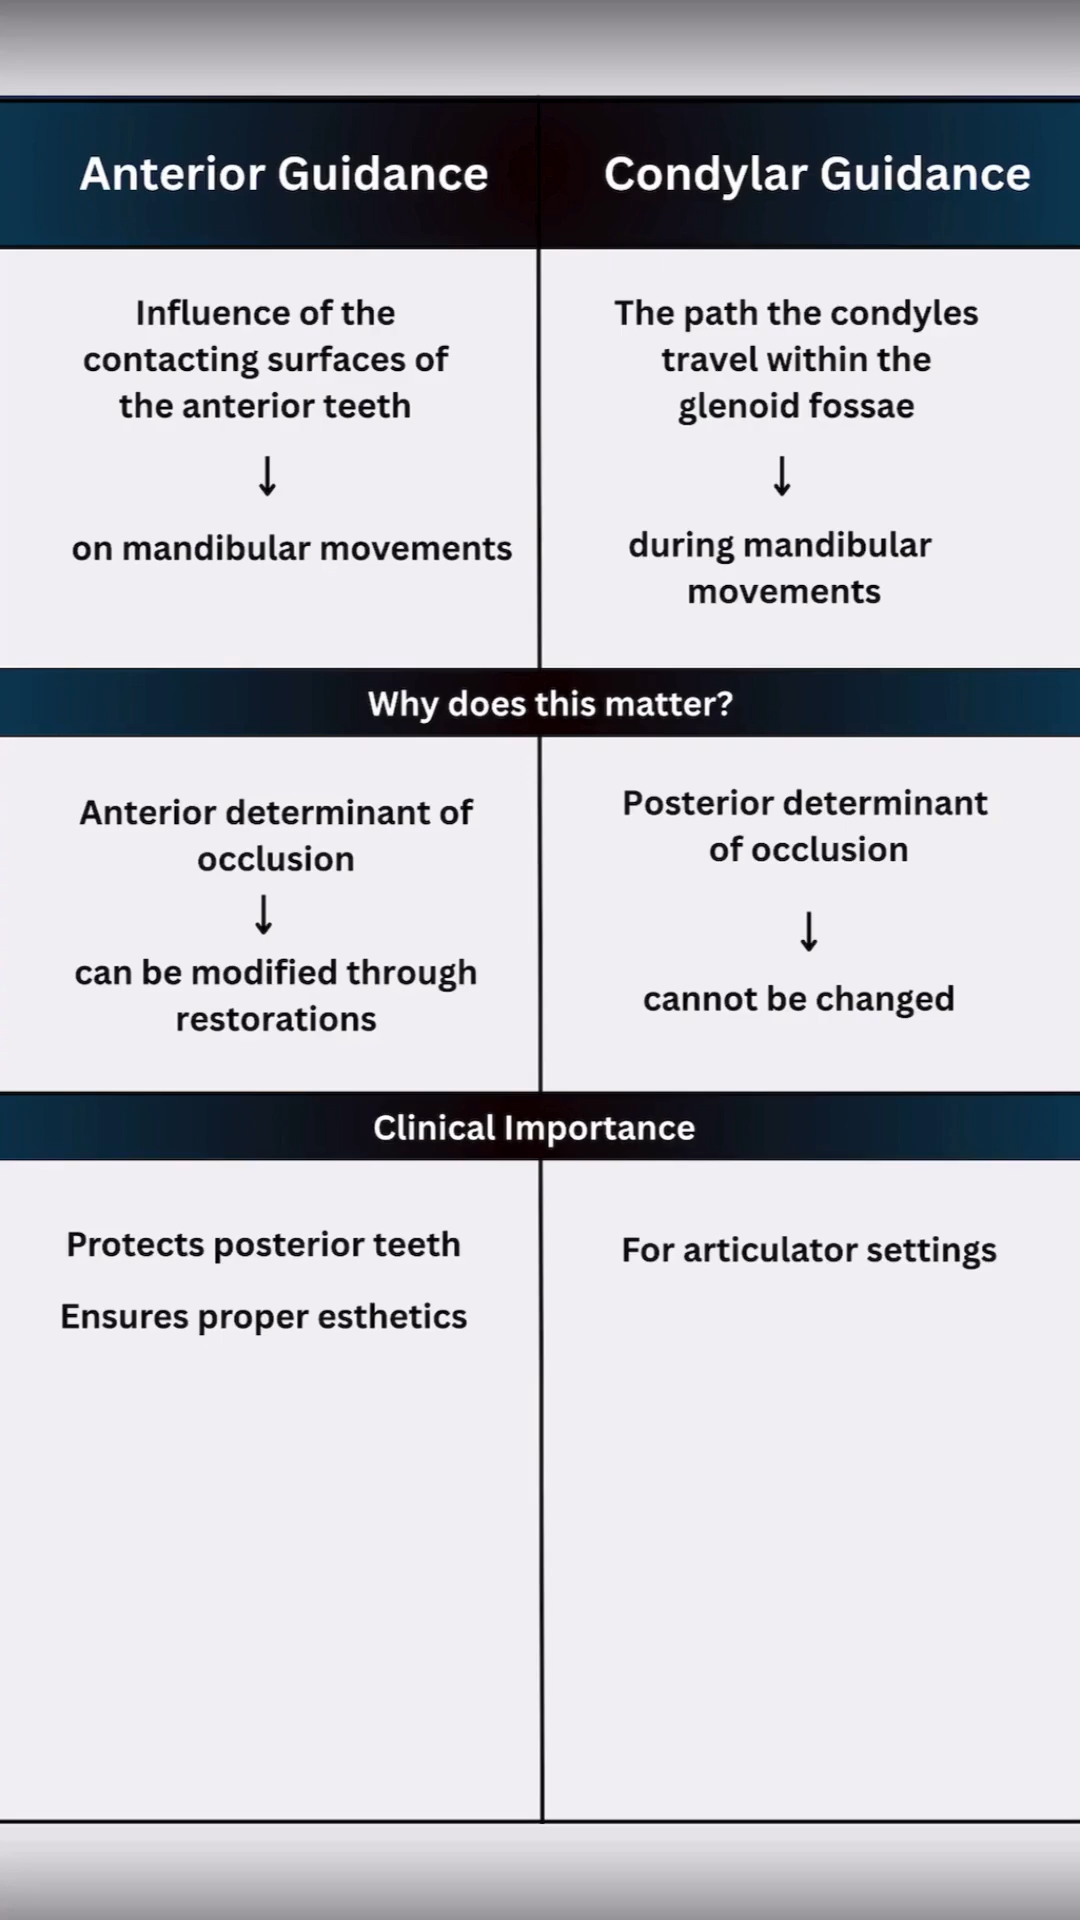 Anterior Guidance
Condylar Guidance
Influence of the
contacting surfaces of
the anterior teeth
↓
on mandibular movements
The path the condyles
travel within the
glenoid fossae
↓
during mandibular
movements
Why does this matter?
Anterior determinant of
occlusion
↓
can be modified through
restorations
Posterior determinant
of occlusion
↓
cannot be changed
Clinical Importance
Protects posterior teeth
Ensures proper esthetics
For articulator settings